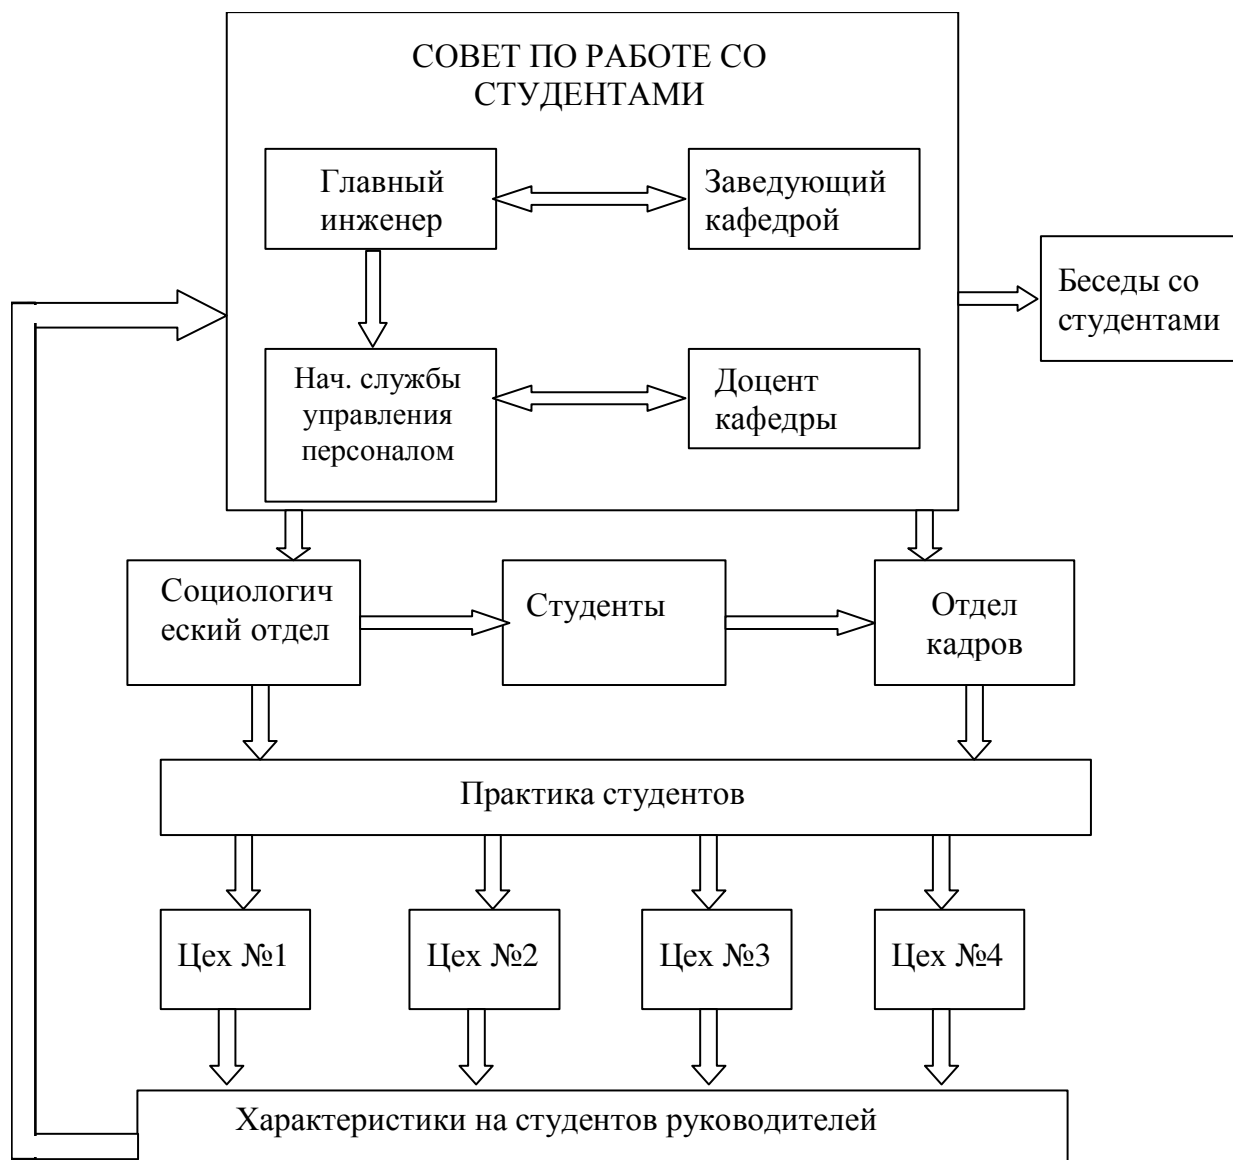 СОВЕТ ПО РАБОТЕ СО
СТУДЕНТАМИ
Главный
инженер
Заведующий
кафедрой
Беседы со
студентами
Нач. службы
управления
персоналом
Доцент
кафедры
Социологич
еский отдел
Студенты
Отдел
кадров
Практика студентов
Цех №1
Цех №2
Цех №3
Цех №4
Характеристики на студентов руководителей